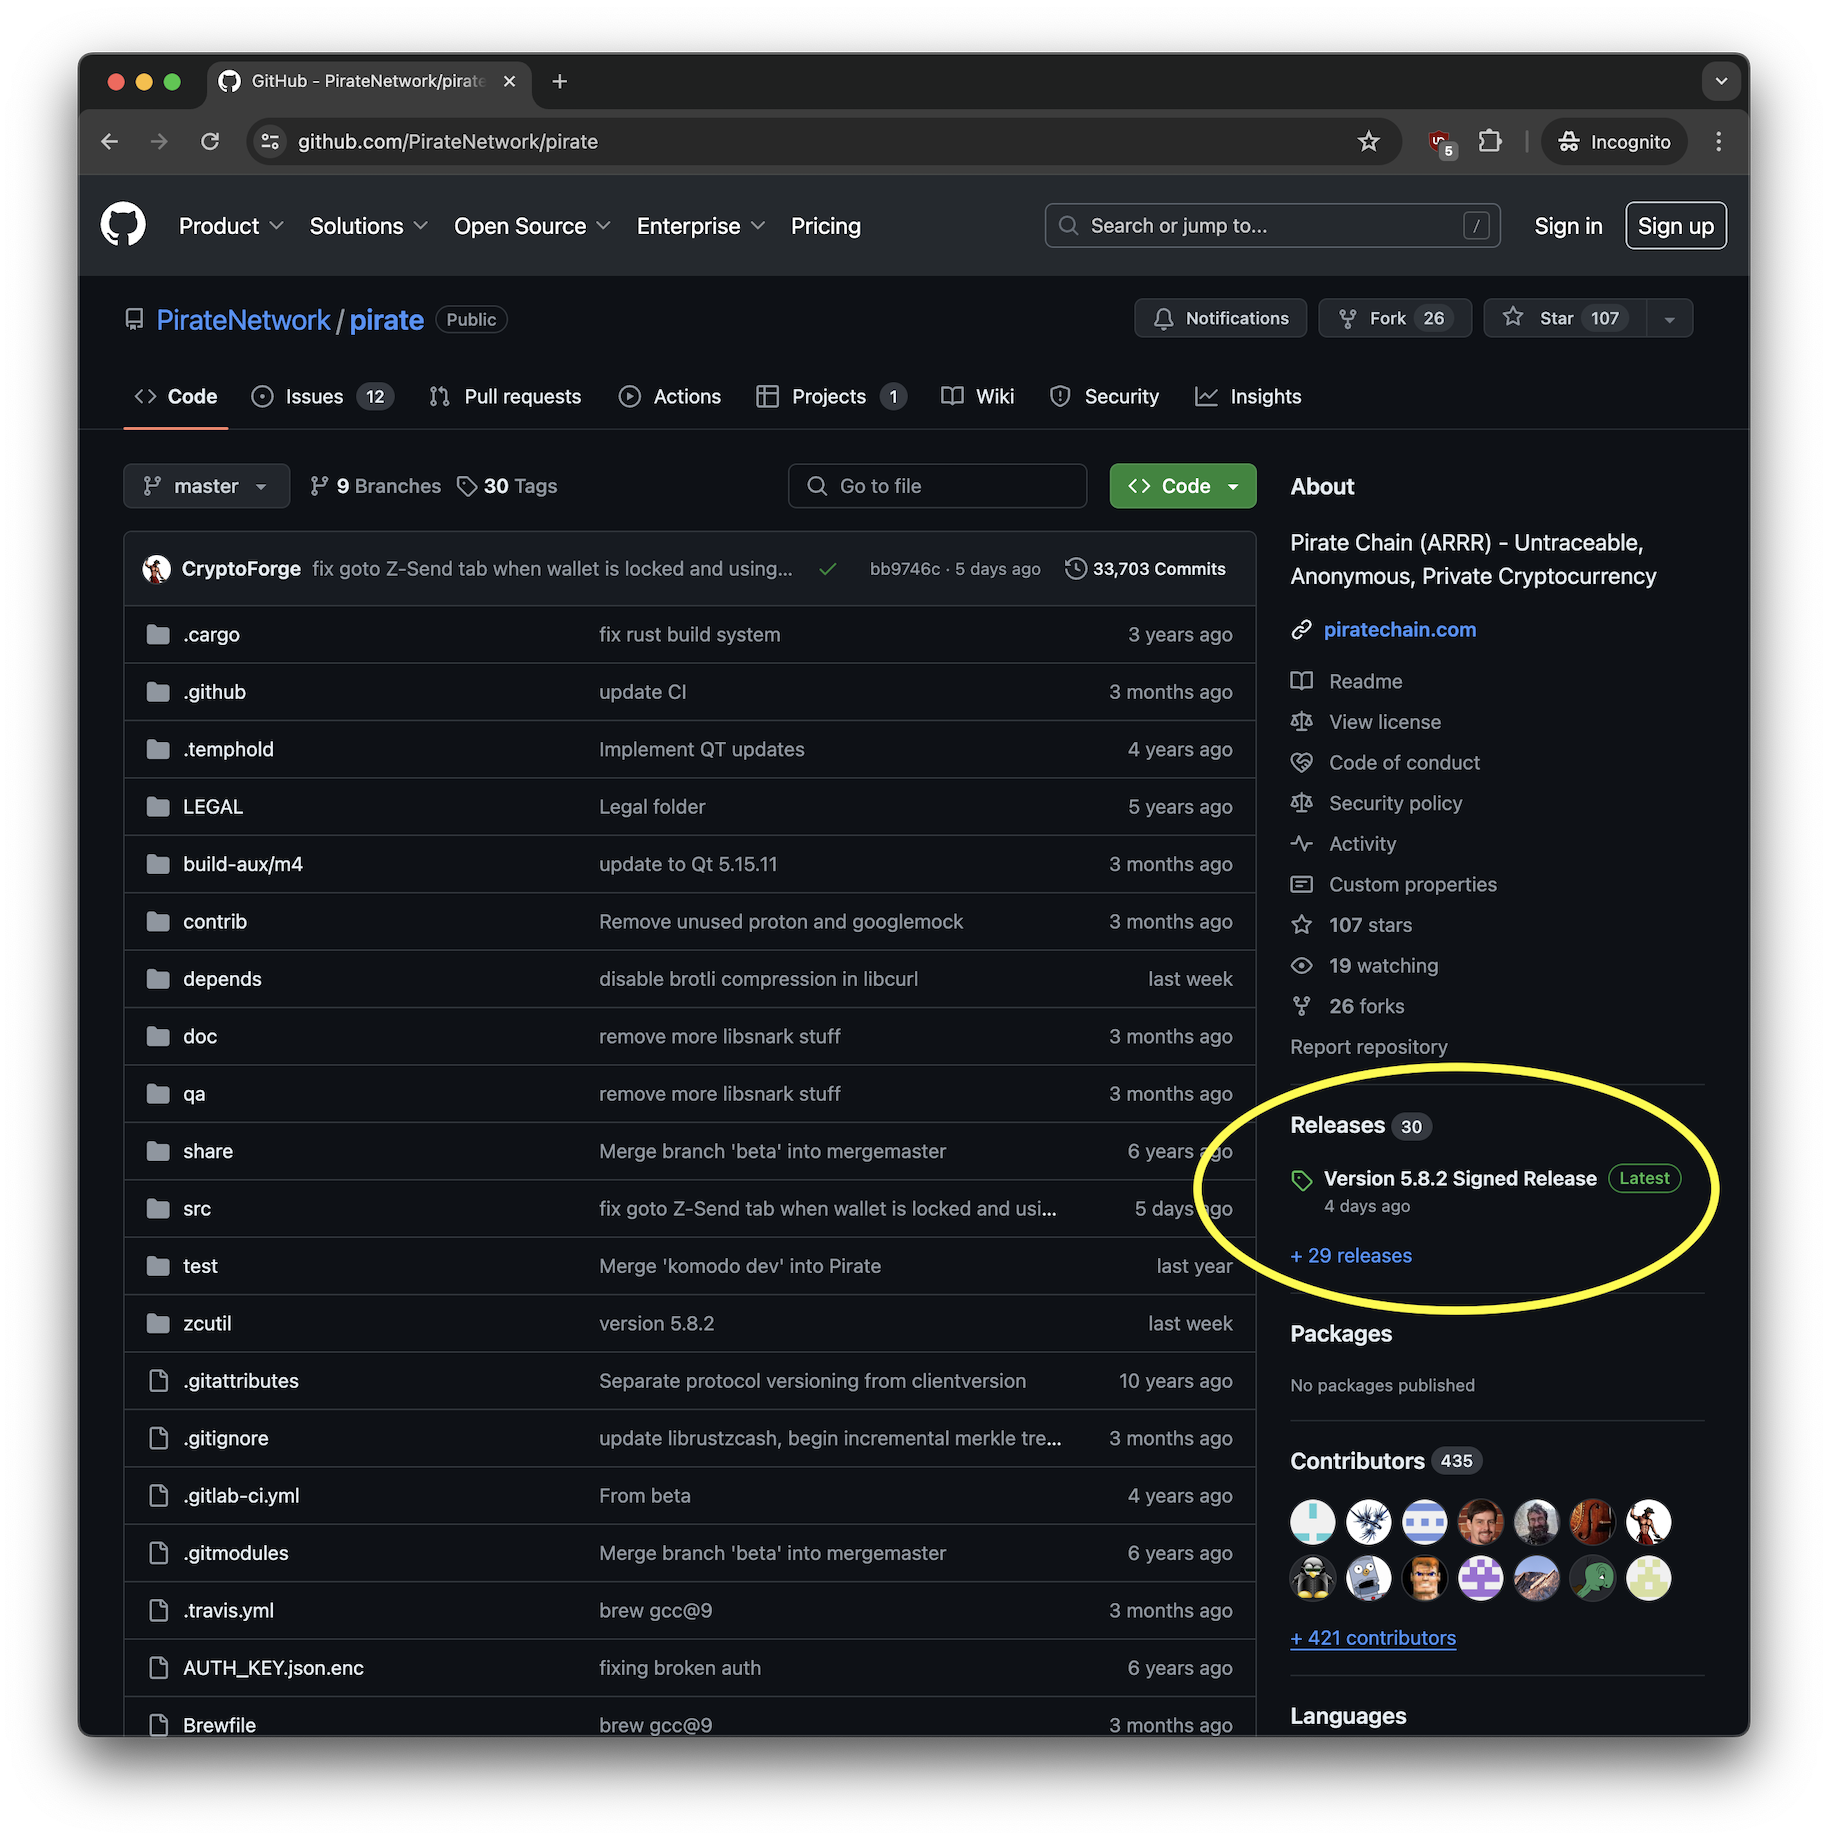 GitHub - PirateNetwork/pirate
github.com/PirateNetwork/pirate
5
Incognito
Product
Solutions
Open Source
Enterprise
Pricing
Search or jump to...
/
Sign in
Sign up
PirateNetwork / pirate
Public
Notifications
Fork 26
Star 107
Code
Issues 12
Pull requests
Actions
Projects 1
Wiki
Security
Insights
master
9 Branches
30 Tags
Go to file
Code
CryptoForge fix goto Z-Send tab when wallet is locked and using... bb9746c · 5 days ago 33,703 Commits
.cargo fix rust build system 3 years ago
.github update CI 3 months ago
.temphold Implement QT updates 4 years ago
LEGAL Legal folder 5 years ago
build-aux/m4 update to Qt 5.15.11 3 months ago
contrib Remove unused proton and googlemock 3 months ago
depends disable brotli compression in libcurl last week
doc remove more libsnark stuff 3 months ago
qa remove more libsnark stuff 3 months ago
share Merge branch 'beta' into mergemaster 6 years ago
src fix goto Z-Send tab when wallet is locked and usi... 5 days ago
test Merge 'komodo dev' into Pirate last year
zcutil version 5.8.2 last week
.gitattributes Separate protocol versioning from clientversion 10 years ago
.gitignore update librustzcash, begin incremental merkle tre... 3 months ago
.gitlab-ci.yml From beta 4 years ago
.gitmodules Merge branch 'beta' into mergemaster 6 years ago
.travis.yml brew gcc@9 3 months ago
AUTH_KEY.json.enc fixing broken auth 6 years ago
Brewfile brew gcc@9 3 months ago
About
Pirate Chain (ARRR) - Untraceable,
Anonymous, Private Cryptocurrency
piratechain.com
Readme
View license
Code of conduct
Security policy
Activity
Custom properties
107 stars
19 watching
26 forks
Report repository
Releases 30
Version 5.8.2 Signed Release Latest
4 days ago
+ 29 releases
Packages
No packages published
Contributors 435
+ 421 contributors
Languages